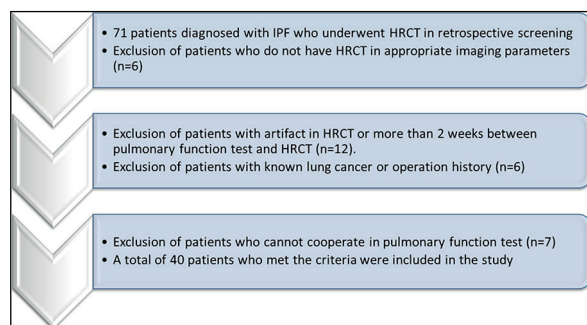 • 71 patients diagnosed with IPF who underwent HRCT in retrospective screening
• Exclusion of patients who do not have HRCT in appropriate imaging parameters
(n=6)
• Exclusion of patients with artifact in HRCT or more than 2 weeks between
pulmonary function test and HRCT (n=12).
• Exclusion of patients with known lung cancer or operation history (n=6)
• Exclusion of patients who cannot cooperate in pulmonary function test (n=7)
• A total of 40 patients who met the criteria were included in the study